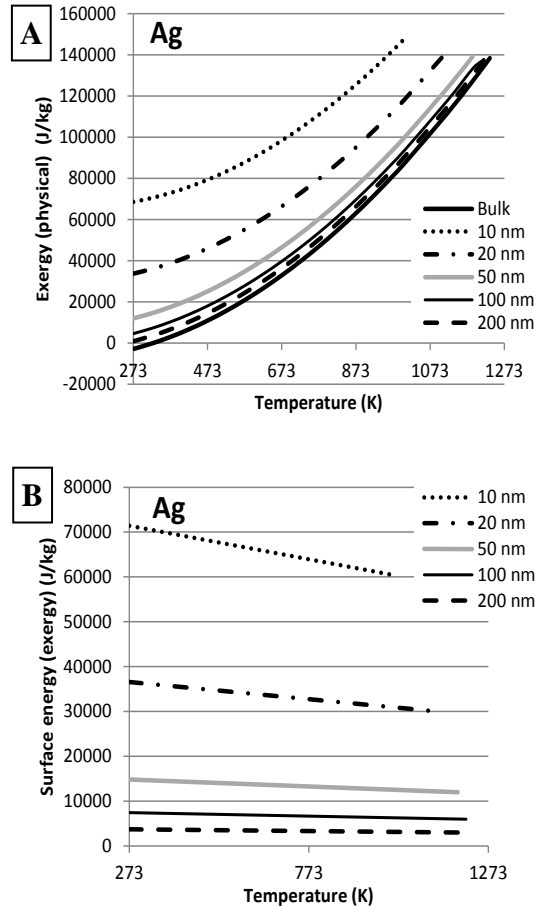 A
Ag
Exergy (physical) (J/kg)
160000
140000
120000
100000
80000
60000
40000
20000
0
-20000
273 473 673 873 1073 1273
Temperature (K)
Bulk
10 nm
20 nm
50 nm
100 nm
200 nm
B
Ag
Surface energy (exergy) (J/kg)
80000
70000
60000
50000
40000
30000
20000
10000
0
273 773 1273
Temperature (K)
10 nm
20 nm
50 nm
100 nm
200 nm